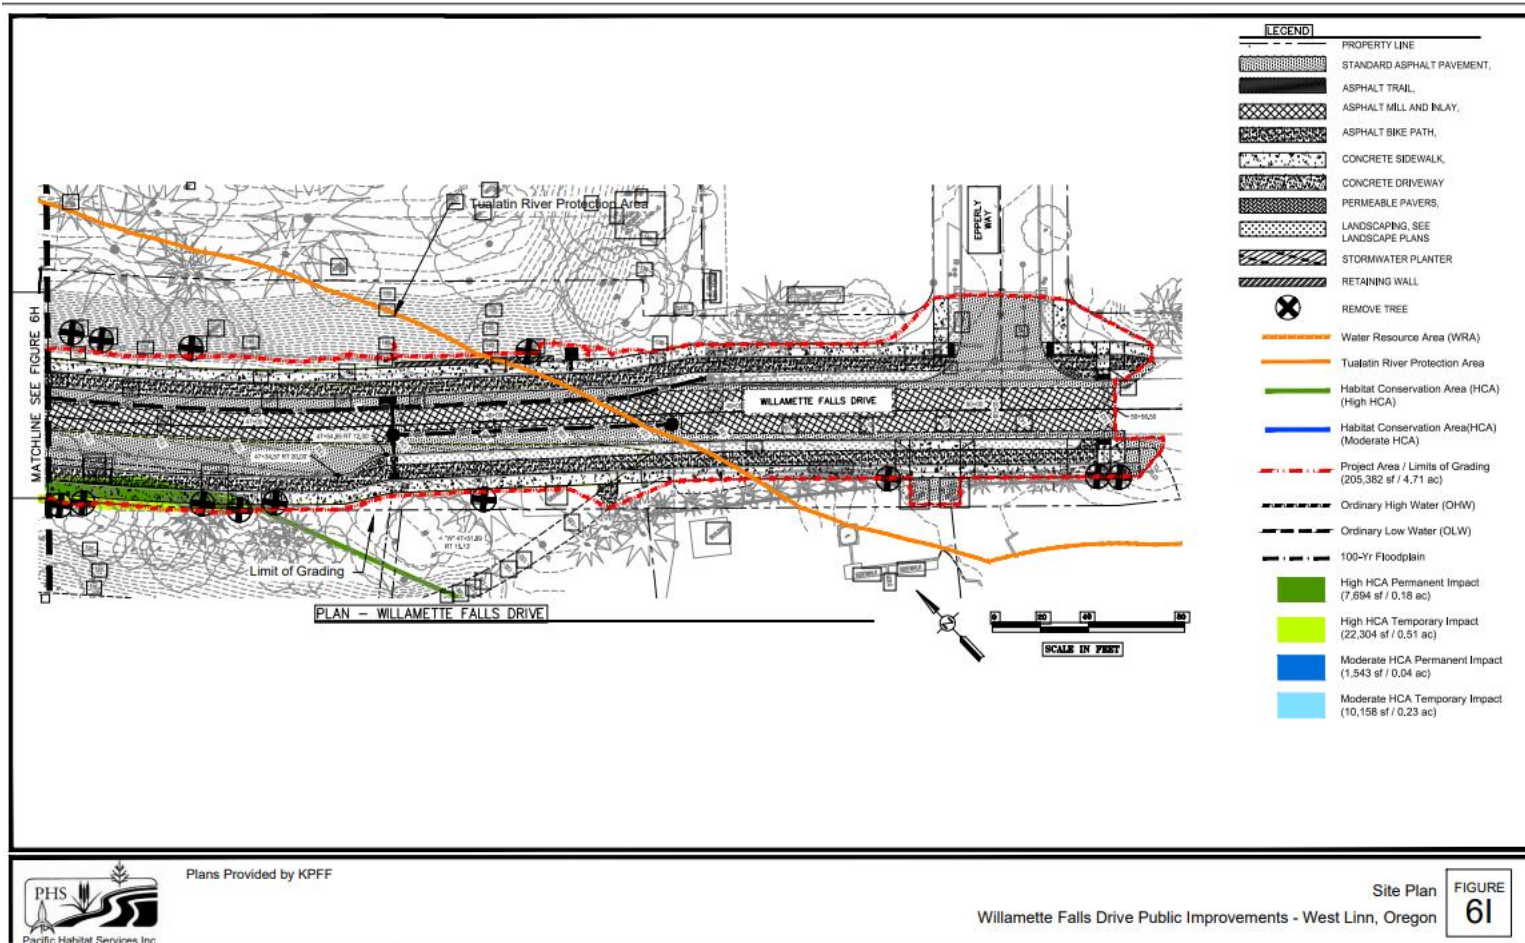 LEGEND
PROPERTY LINE
STANDARD ASPHALT PAVEMENT,
ASPHALT TRAIL,
ASPHALT MILL AND INLAY,
ASPHALT BIKE PATH,
CONCRETE SIDEWALK,
CONCRETE DRIVEWAY
PERMEABLE PAVERS,
LANDSCAPING, SEE
LANDSCAPE PLANS
STORMWATER PLANTER
RETAINING WALL
REMOVE TREE
Water Resource Area (WRA)
Tualatin River Protection Area
Habitat Conservation Area (HCA)
(High HCA)
Habitat Conservation Area(HCA)
(Moderate HCA)
Project Area / Limits of Grading
(205,382 sf / 4.71 ac)
Ordinary High Water (OHW)
Ordinary Low Water (OLW)
100-Yr Floodplain
High HCA Permanent Impact
(7,694 sf / 0.18 ac)
High HCA Temporary Impact
(22,304 sf / 0.51 ac)
Moderate HCA Permanent Impact
(1,543 sf / 0.04 ac)
Moderate HCA Temporary Impact
(10,158 sf / 0.23 ac)
Tualatin River Protection Area
EPPERLY
WAY
MATCHLINE SEE FIGURE 6H
WILLAMETTE FALLS DRIVE
Limit of Grading
PLAN – WILLAMETTE FALLS DRIVE
0 20 40 80
SCALE IN FEET
PHS
Pacific Habitat Services Inc
Plans Provided by KPFF
Site Plan
Willamette Falls Drive Public Improvements - West Linn, Oregon
FIGURE
6I